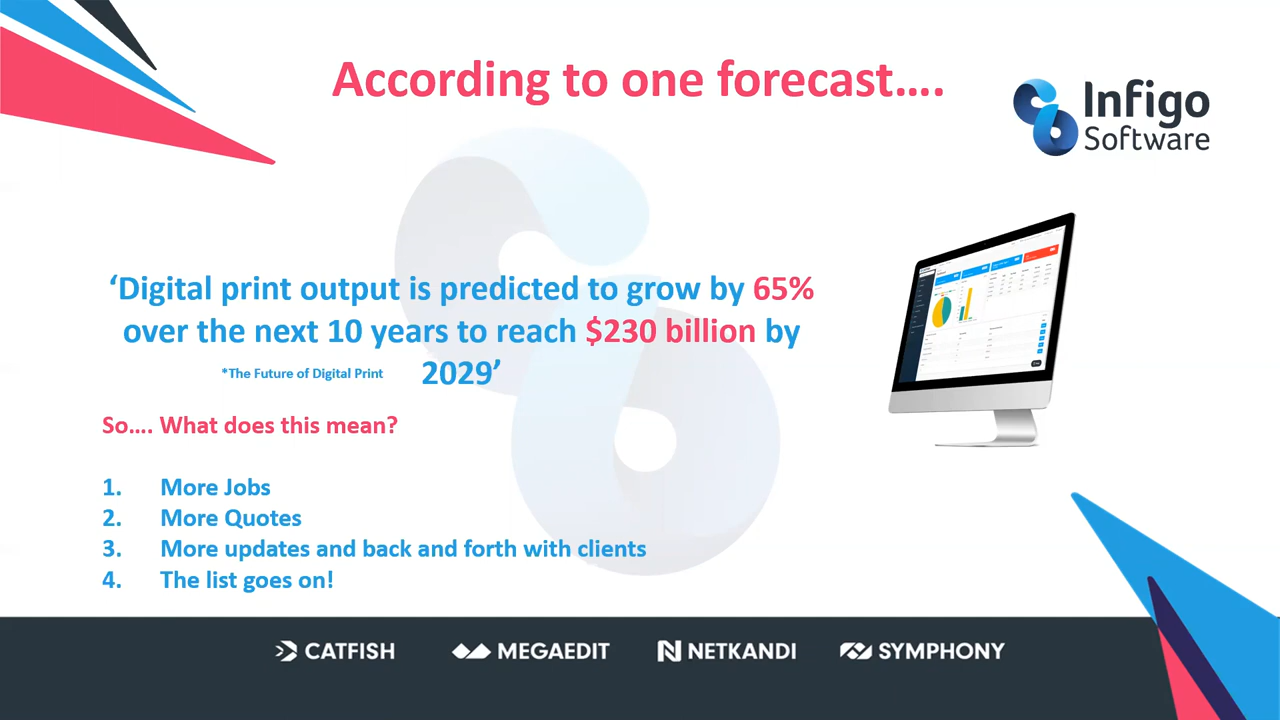 According to one forecast….
Infigo
Software
‘Digital print output is predicted to grow by 65%
over the next 10 years to reach $230 billion by
2029’
*The Future of Digital Print
So…. What does this mean?
1. More Jobs
2. More Quotes
3. More updates and back and forth with clients
4. The list goes on!
CATFISH MEGAEDIT NETKANDI SYMPHONY